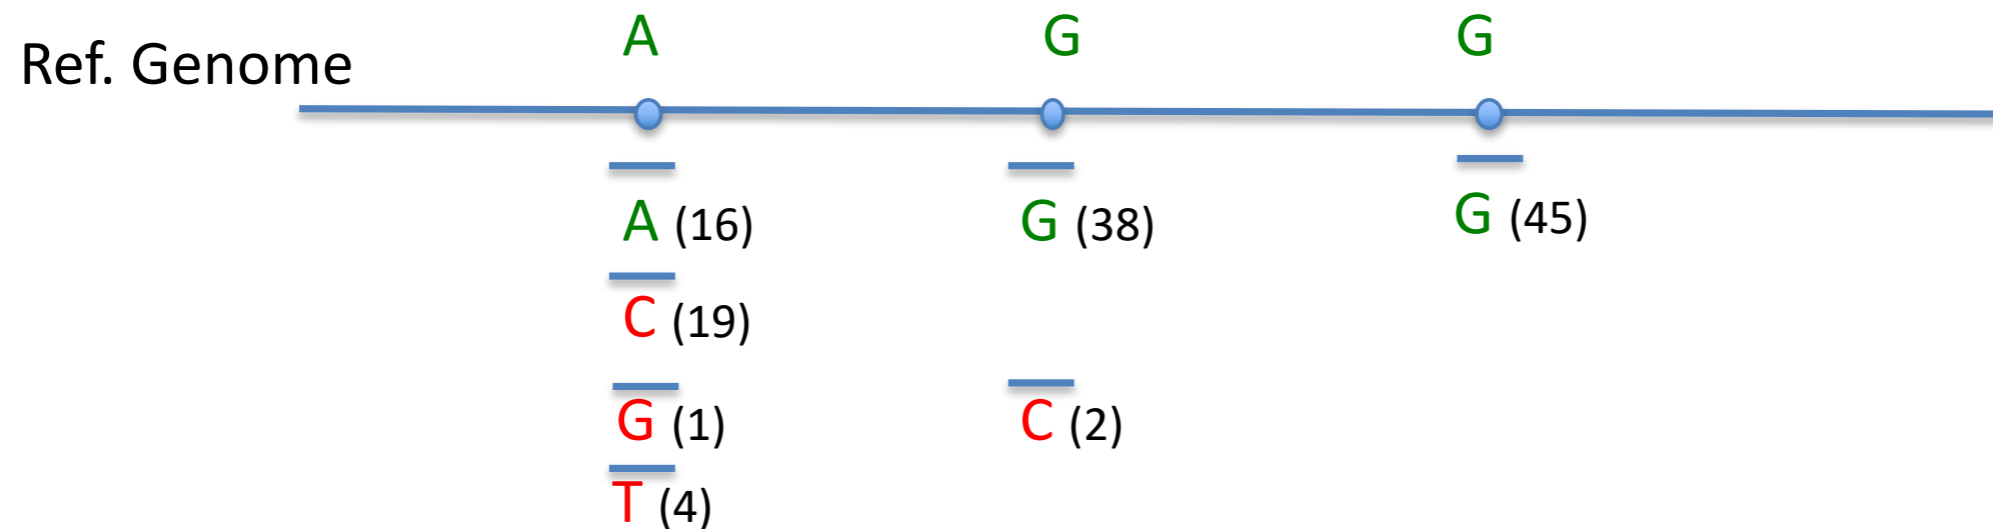 A G G
Ref. Genome
A (16) G (38) G (45)
C (19)
G (1) C (2)
T (4)